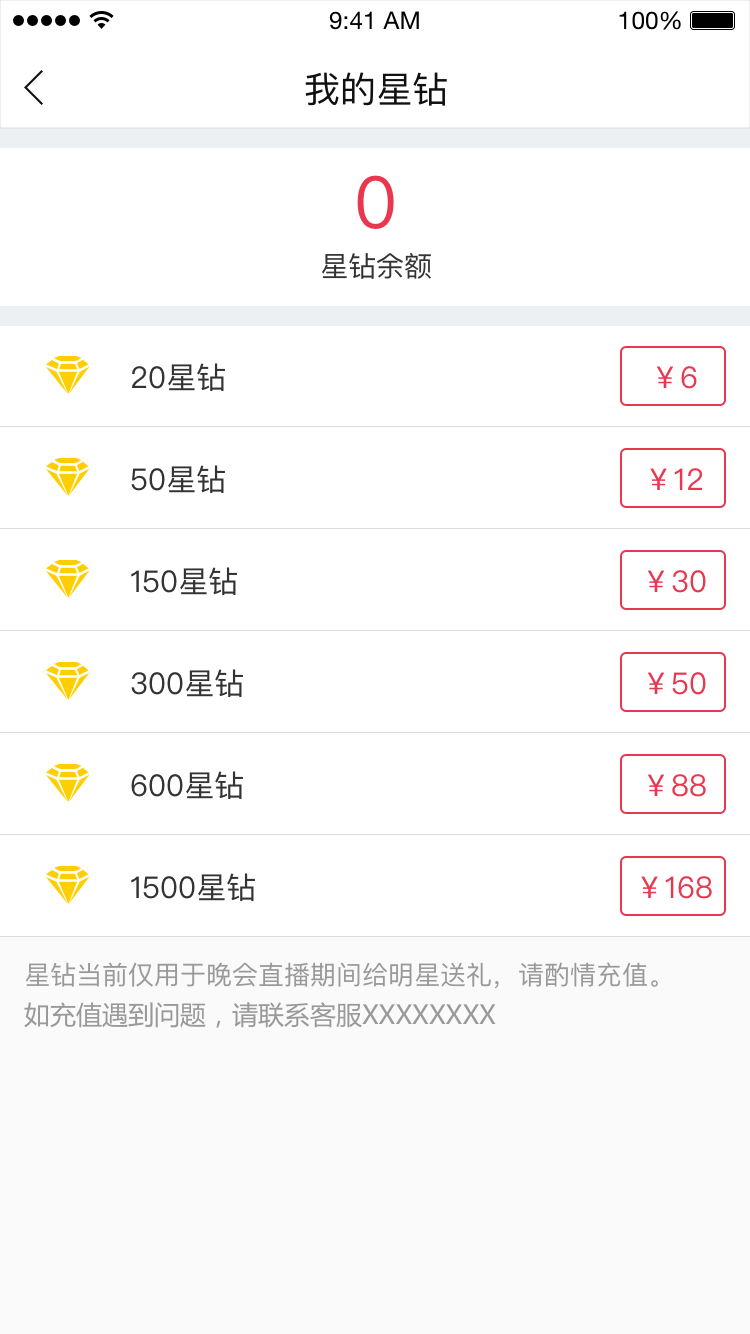 9:41 AM 100%
我的星钻
0
星钻余额
20星钻 ￥6
50星钻 ￥12
150星钻 ￥30
300星钻 ￥50
600星钻 ￥88
1500星钻 ￥168
星钻当前仅用于晚会直播期间给明星送礼，请酌情充值。
如充值遇到问题，请联系客服XXXXXXXX